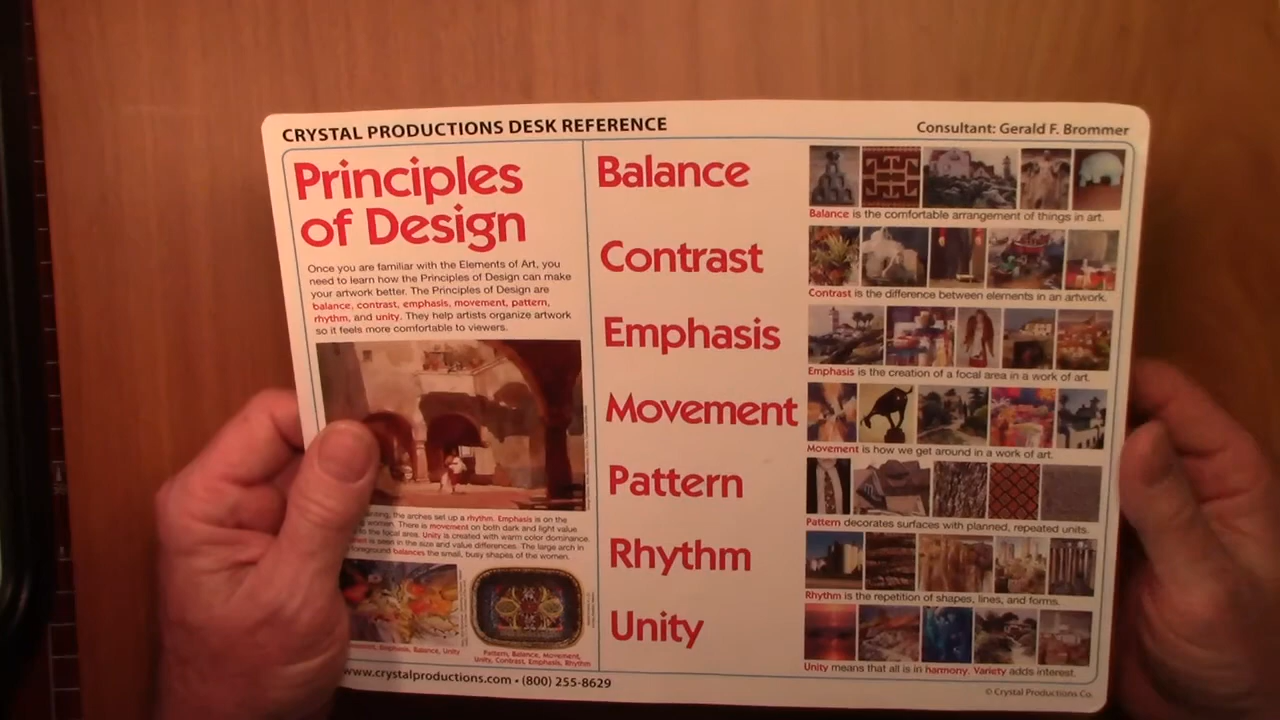 CRYSTAL PRODUCTIONS DESK REFERENCE
Consultant: Gerald F. Brommer
Principles
of Design
Once you are familiar with the Elements of Art, you
need to learn how the Principles of Design can make
your artwork better. The Principles of Design are
balance, contrast, emphasis, movement, pattern,
rhythm, and unity. They help artists organize artwork
so it feels more comfortable to viewers.
the arches set up a rhythm. Emphasis is on the
women. There is movement on both dark and light value
to the focal area. Unity is created with warm color dominance.
is seen in the size and value differences. The large arch in
foreground balances the small, busy shapes of the women.
Emphasis, Balance, Unity
Pattern, Balance, Movement,
Unity, Contrast, Emphasis, Rhythm
www.crystalproductions.com • (800) 255-8629
Balance
Balance is the comfortable arrangement of things in art.
Contrast
Contrast is the difference between elements in an artwork.
Emphasis
Emphasis is the creation of a focal area in a work of art.
Movement
Movement is how we get around in a work of art.
Pattern
Pattern decorates surfaces with planned, repeated units.
Rhythm
Rhythm is the repetition of shapes, lines, and forms.
Unity
Unity means that all is in harmony. Variety adds interest.
© Crystal Productions Co.